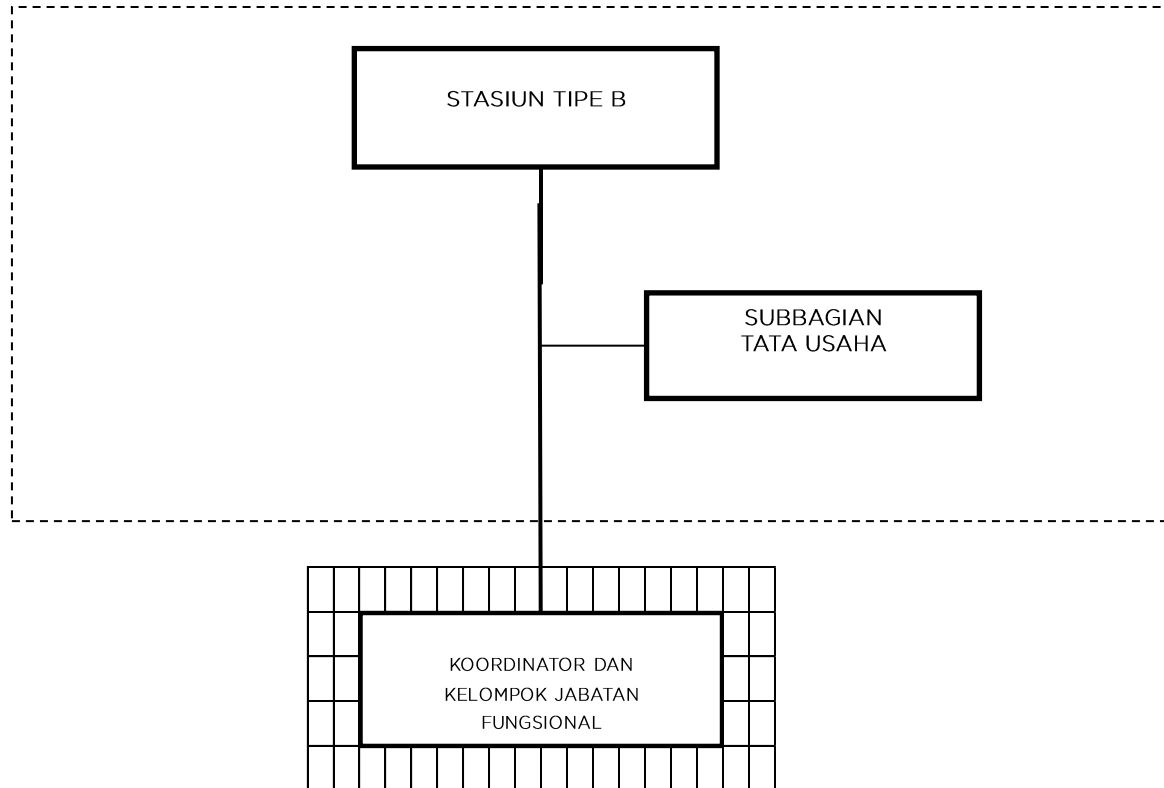 STASIUN TIPE B
SUBBAGIAN
TATA USAHA
KOORDINATOR DAN
KELOMPOK JABATAN
FUNGSIONAL